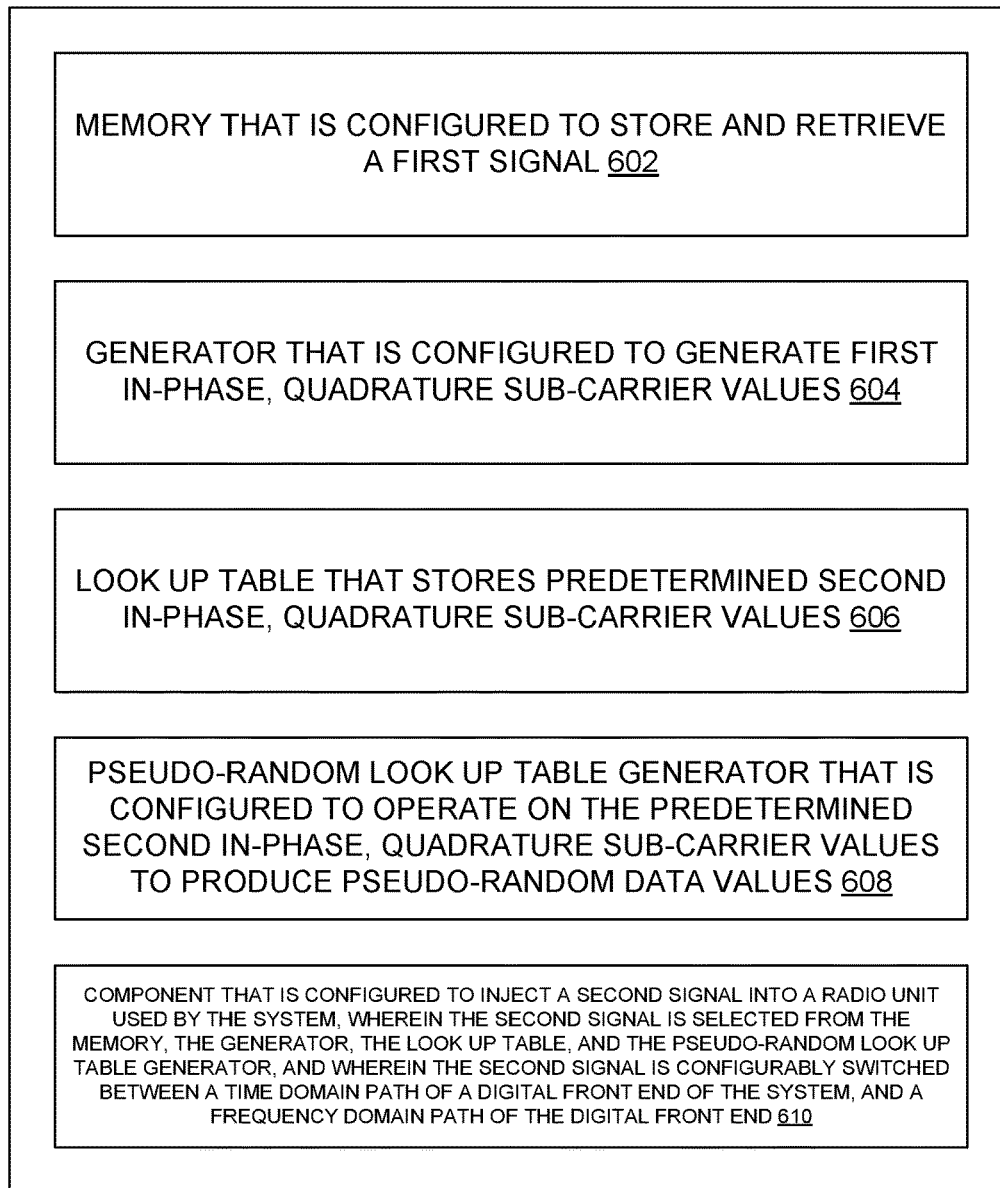 MEMORY THAT IS CONFIGURED TO STORE AND RETRIEVE
A FIRST SIGNAL 602
GENERATOR THAT IS CONFIGURED TO GENERATE FIRST
IN-PHASE, QUADRATURE SUB-CARRIER VALUES 604
LOOK UP TABLE THAT STORES PREDETERMINED SECOND
IN-PHASE, QUADRATURE SUB-CARRIER VALUES 606
PSEUDO-RANDOM LOOK UP TABLE GENERATOR THAT IS
CONFIGURED TO OPERATE ON THE PREDETERMINED
SECOND IN-PHASE, QUADRATURE SUB-CARRIER VALUES
TO PRODUCE PSEUDO-RANDOM DATA VALUES 608
COMPONENT THAT IS CONFIGURED TO INJECT A SECOND SIGNAL INTO A RADIO UNIT
USED BY THE SYSTEM, WHEREIN THE SECOND SIGNAL IS SELECTED FROM THE
MEMORY, THE GENERATOR, THE LOOK UP TABLE, AND THE PSEUDO-RANDOM LOOK UP
TABLE GENERATOR, AND WHEREIN THE SECOND SIGNAL IS CONFIGURABLY SWITCHED
BETWEEN A TIME DOMAIN PATH OF A DIGITAL FRONT END OF THE SYSTEM, AND A
FREQUENCY DOMAIN PATH OF THE DIGITAL FRONT END 610